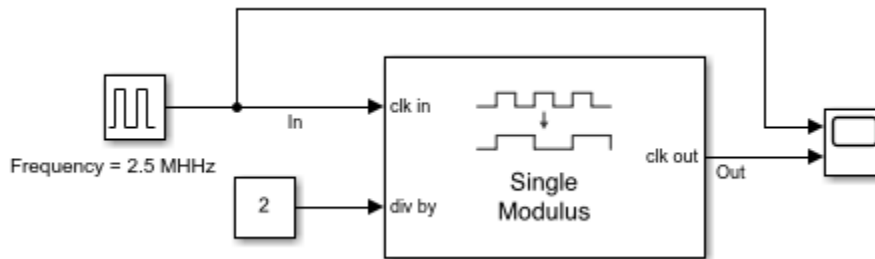 In
Frequency = 2.5 MHHz
2
clk in
div by
Single
Modulus
clk out
Out